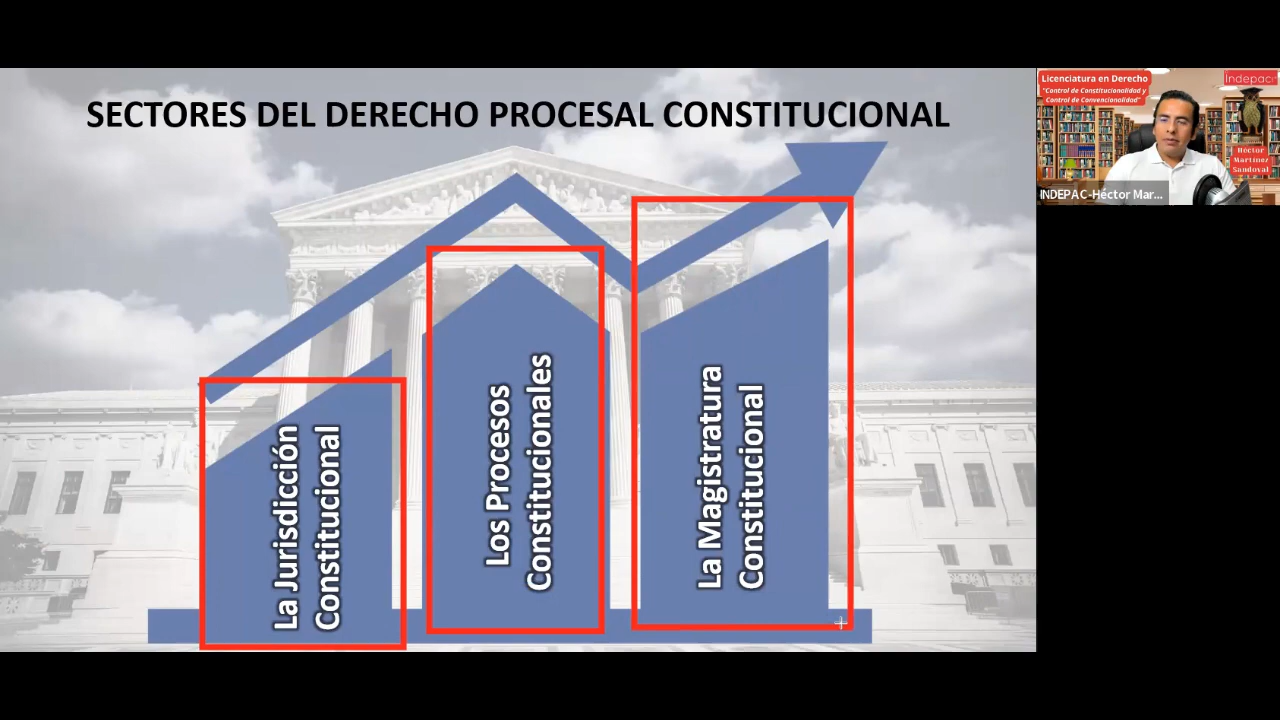 SECTORES DEL DERECHO PROCESAL CONSTITUCIONAL
La Jurisdicción
Constitucional
Los Procesos
Constitucionales
La Magistratura
Constitucional
Licenciatura en Derecho
"Control de Constitucionalidad y
Control de Convencionalidad"
Indepac
Héctor
Martínez
Sandoval
INDEPAC-Héctor Mar...